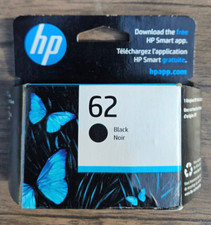 hp
Download the free
HP Smart app.
Téléchargez l'application
HP Smart gratuite.
hpapp.com
62
Black
Noir